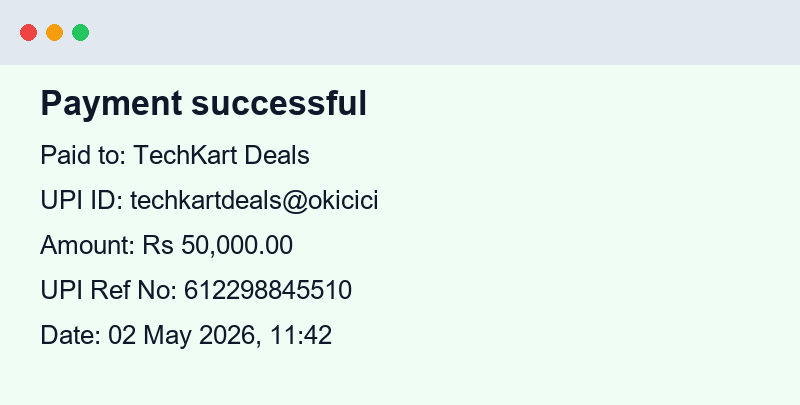 Payment successful
Paid to: TechKart Deals
UPI ID: techkartdeals@okicici
Amount: Rs 50,000.00
UPI Ref No: 612298845510
Date: 02 May 2026, 11:42